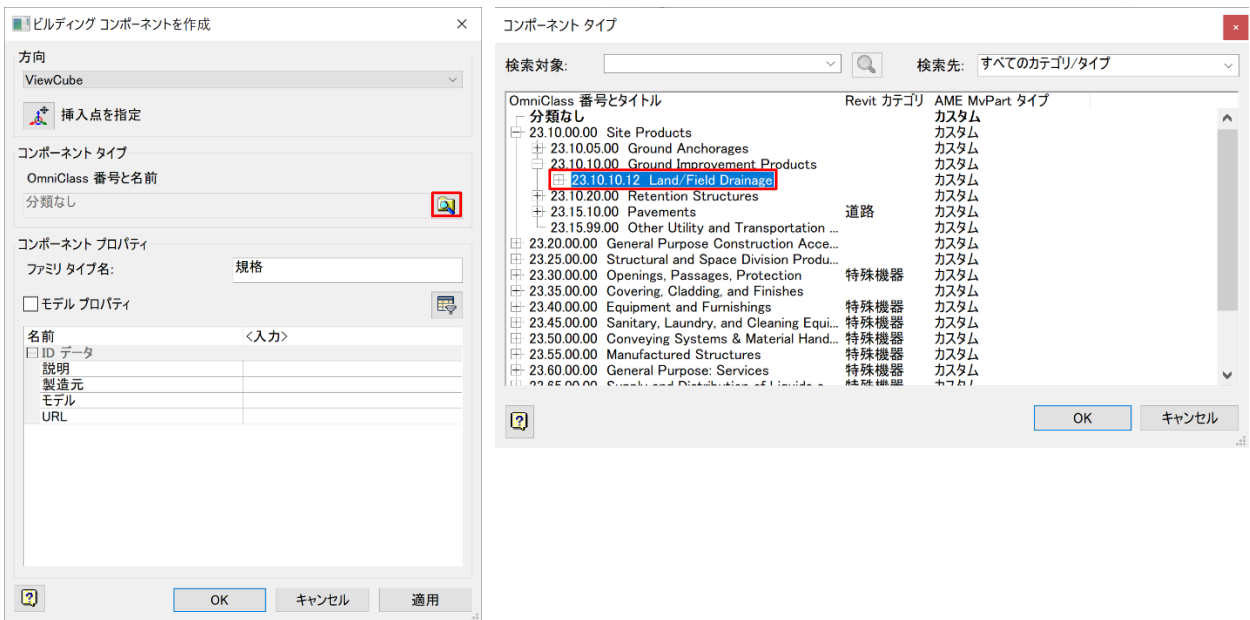 ビルディング コンポーネントを作成
方向
ViewCube
挿入点を指定
コンポーネント タイプ
OmniClass 番号と名前
分類なし
コンポーネント プロパティ
ファミリ タイプ名: 規格
モデル プロパティ
名前 <入力>
ID データ
説明
製造元
モデル
URL
OK キャンセル 適用
コンポーネント タイプ
検索対象: 検索先: すべてのカテゴリ/タイプ
OmniClass 番号とタイトル Revit カテゴリ AME MvPart タイプ
分類なし カスタム
23.10.00.00 Site Products カスタム
23.10.05.00 Ground Anchorages カスタム
23.10.10.00 Ground Improvement Products カスタム
23.10.10.12 Land/Field Drainage カスタム
23.10.20.00 Retention Structures カスタム
23.15.10.00 Pavements 道路 カスタム
23.15.99.00 Other Utility and Transportation ... カスタム
23.20.00.00 General Purpose Construction Acce... カスタム
23.25.00.00 Structural and Space Division Produ... カスタム
23.30.00.00 Openings, Passages, Protection 特殊機器 カスタム
23.35.00.00 Covering, Cladding, and Finishes カスタム
23.40.00.00 Equipment and Furnishings 特殊機器 カスタム
23.45.00.00 Sanitary, Laundry, and Cleaning Equi... 特殊機器 カスタム
23.50.00.00 Conveying Systems & Material Hand... 特殊機器 カスタム
23.55.00.00 Manufactured Structures 特殊機器 カスタム
23.60.00.00 General Purpose: Services 特殊機器 カスタム
23.65.00.00 Supply and Distribution of Liquids a... 特殊機器 カスタム
OK キャンセル